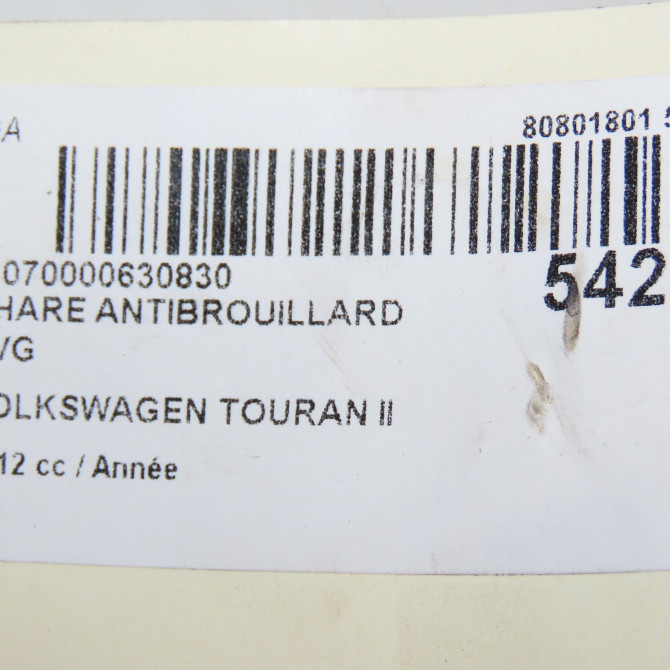 80801801
070000630830
542
HARE ANTIBROUILLARD
/G
OLKSWAGEN TOURAN II
12 cc / Année